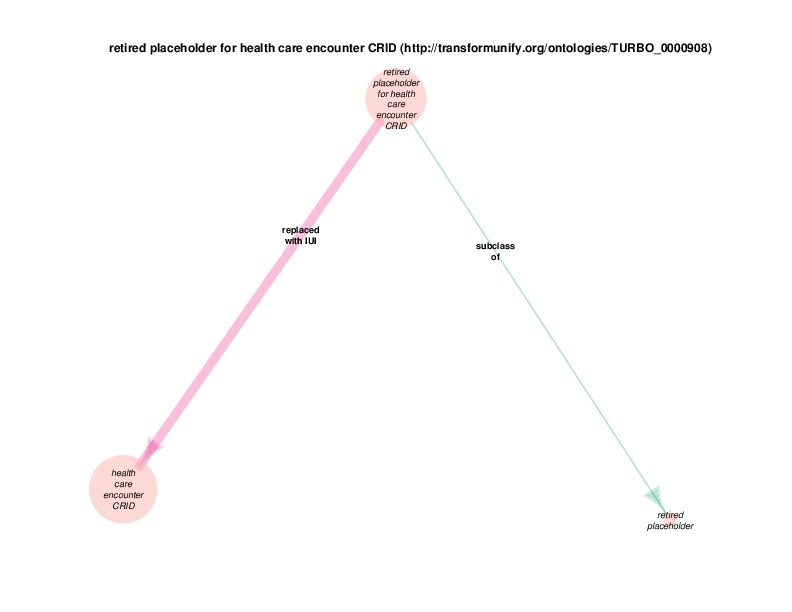 retired placeholder for health care encounter CRID (http://transformunify.org/ontologies/TURBO_0000908)
retired
placeholder
for health
care
encounter
CRID
replaced
with IUI
subclass
of
health
care
encounter
CRID
retired
placeholder